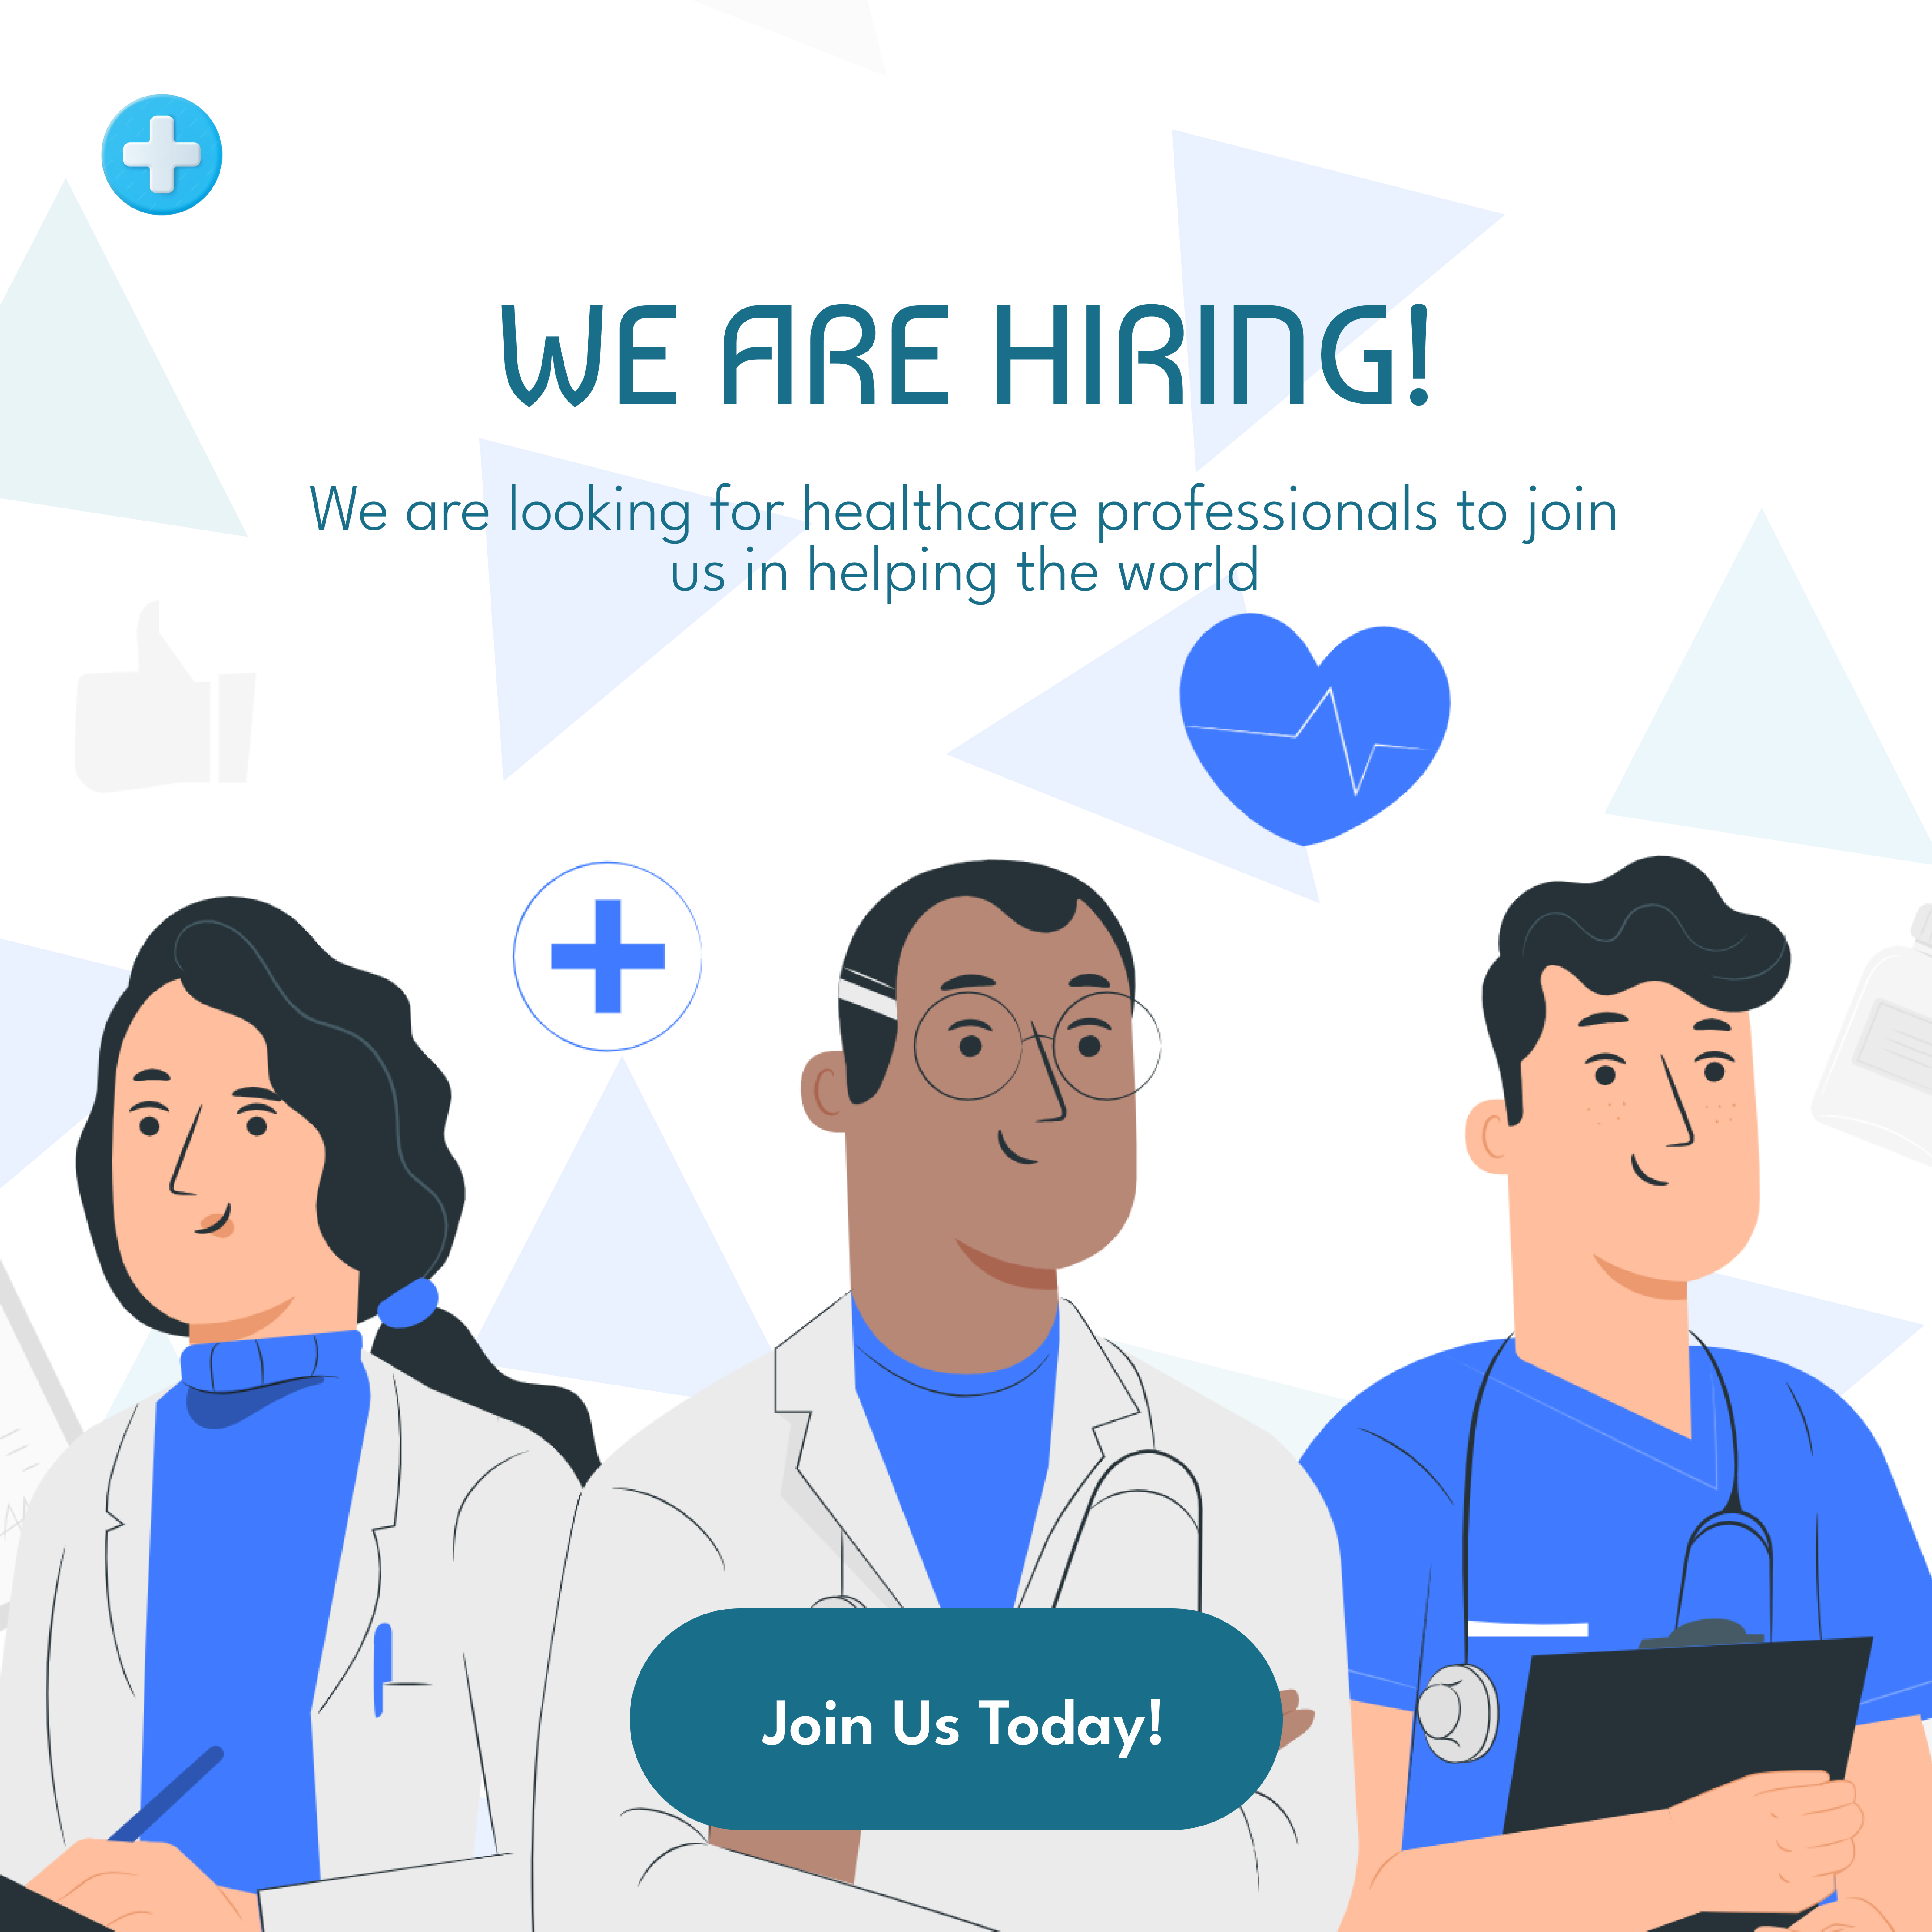 WE ARE HIRING!
We are looking for healthcare professionals to join
us in helping the world
Join Us Today!